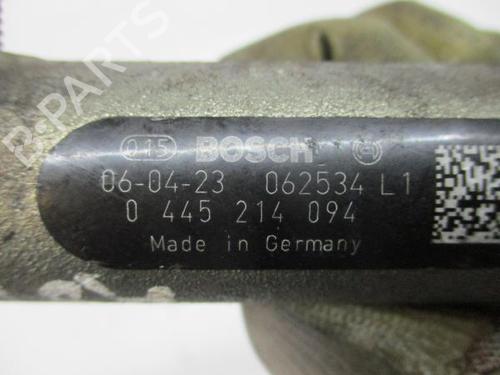 015 BOSCH
06-04-23 062534 L1
0 445 214 094
Made in Germany
B-PARTS